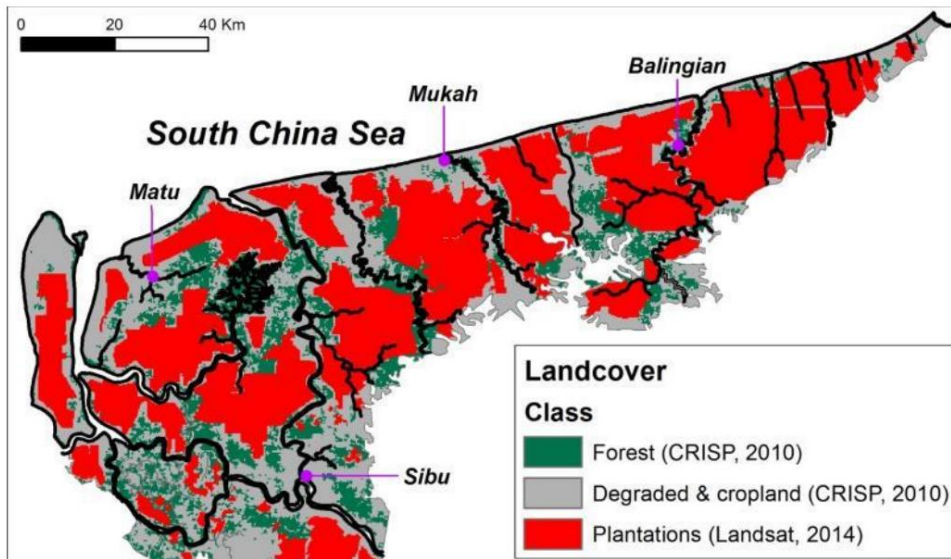 0 20 40 Km
Balingian
Mukah
South China Sea
Matu
Sibu
Landcover
Class
Forest (CRISP, 2010)
Degraded & cropland (CRISP, 2010)
Plantations (Landsat, 2014)